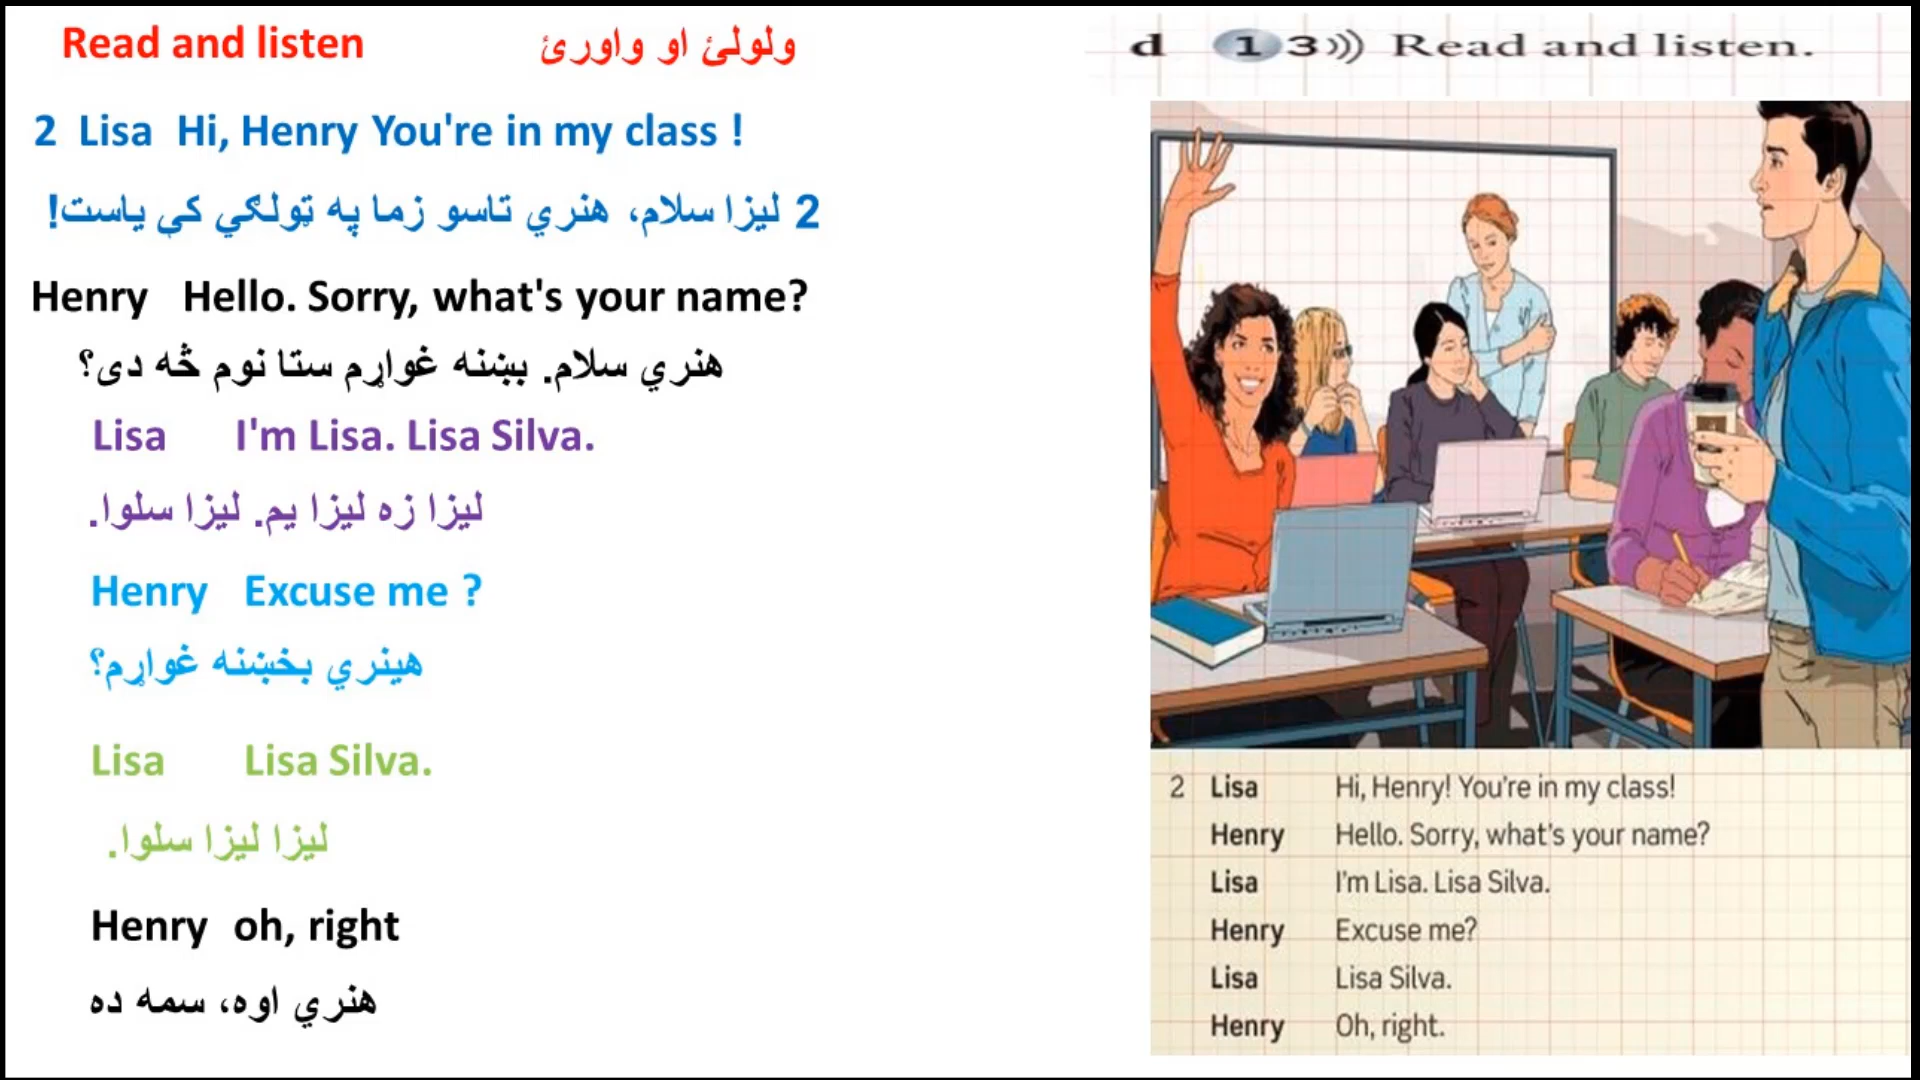 Read and listen
ولولئ او واورئ
2 Lisa Hi, Henry You're in my class !
2 ليزا سلام، هنري تاسو زما په ټولګي کې ياست!
Henry Hello. Sorry, what's your name?
هنري سلام. ببښنه غواړم ستا نوم څه دی؟
Lisa I'm Lisa. Lisa Silva.
ليزا زه ليزا يم. ليزا سلوا.
Henry Excuse me ?
هينري بخښنه غواړم؟
Lisa Lisa Silva.
ليزا ليزا سلوا.
Henry oh, right
هنري اوه، سمه ده
d 1 3))) Read and listen.
2 Lisa Hi, Henry! You're in my class!
Henry Hello. Sorry, what's your name?
Lisa I'm Lisa. Lisa Silva.
Henry Excuse me?
Lisa Lisa Silva.
Henry Oh, right.